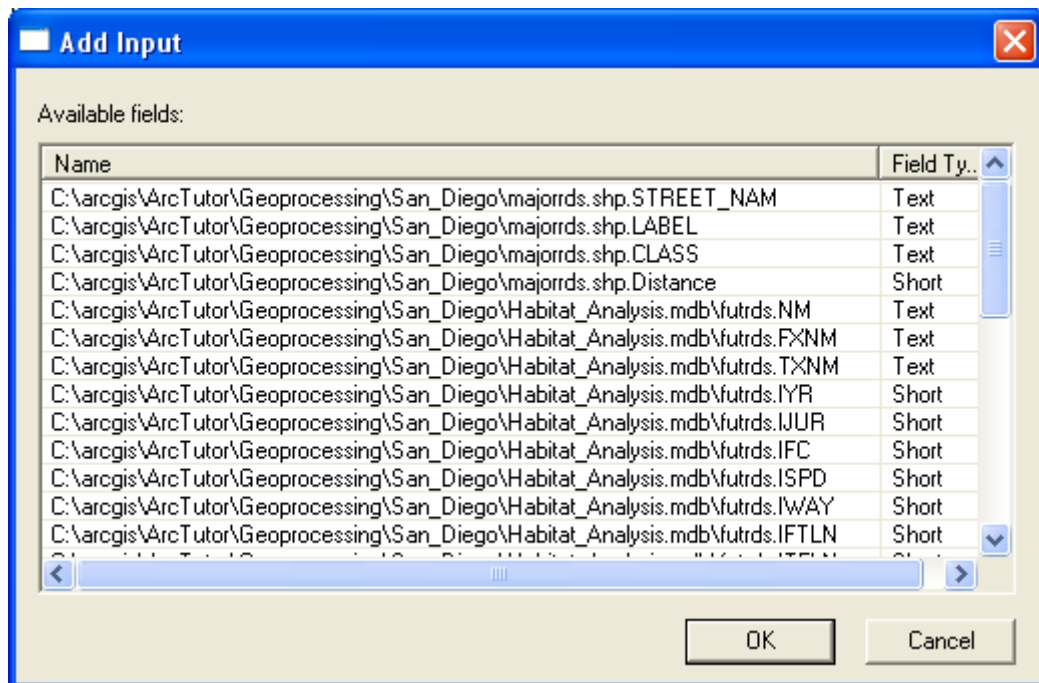 Add Input
Available fields:
Name Field Ty...
C:\arcgis\ArcTutor\Geoprocessing\San_Diego\majorrds.shp.STREET_NAM Text
C:\arcgis\ArcTutor\Geoprocessing\San_Diego\majorrds.shp.LABEL Text
C:\arcgis\ArcTutor\Geoprocessing\San_Diego\majorrds.shp.CLASS Text
C:\arcgis\ArcTutor\Geoprocessing\San_Diego\majorrds.shp.Distance Short
C:\arcgis\ArcTutor\Geoprocessing\San_Diego\Habitat_Analysis.mdb\futrds.NM Text
C:\arcgis\ArcTutor\Geoprocessing\San_Diego\Habitat_Analysis.mdb\futrds.FXNM Text
C:\arcgis\ArcTutor\Geoprocessing\San_Diego\Habitat_Analysis.mdb\futrds.TXNM Text
C:\arcgis\ArcTutor\Geoprocessing\San_Diego\Habitat_Analysis.mdb\futrds.IYR Short
C:\arcgis\ArcTutor\Geoprocessing\San_Diego\Habitat_Analysis.mdb\futrds.IJUR Short
C:\arcgis\ArcTutor\Geoprocessing\San_Diego\Habitat_Analysis.mdb\futrds.IFC Short
C:\arcgis\ArcTutor\Geoprocessing\San_Diego\Habitat_Analysis.mdb\futrds.ISPD Short
C:\arcgis\ArcTutor\Geoprocessing\San_Diego\Habitat_Analysis.mdb\futrds.IWAY Short
C:\arcgis\ArcTutor\Geoprocessing\San_Diego\Habitat_Analysis.mdb\futrds.IFTLN Short
OK Cancel